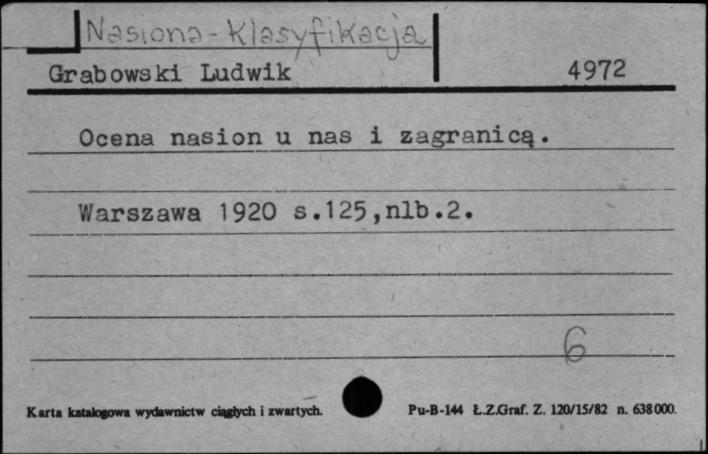 Nasiona - Klasyfikacja
Grabowski Ludwik 4972
Ocena nasion u nas i zagranicą.
Warszawa 1920 s.125,nlb.2.
6
Karta katalogowa wydawnictw ciągłych i zwartych. Pu-B-144 Ł.Z.Graf. Z. 120/15/82 n. 638000.